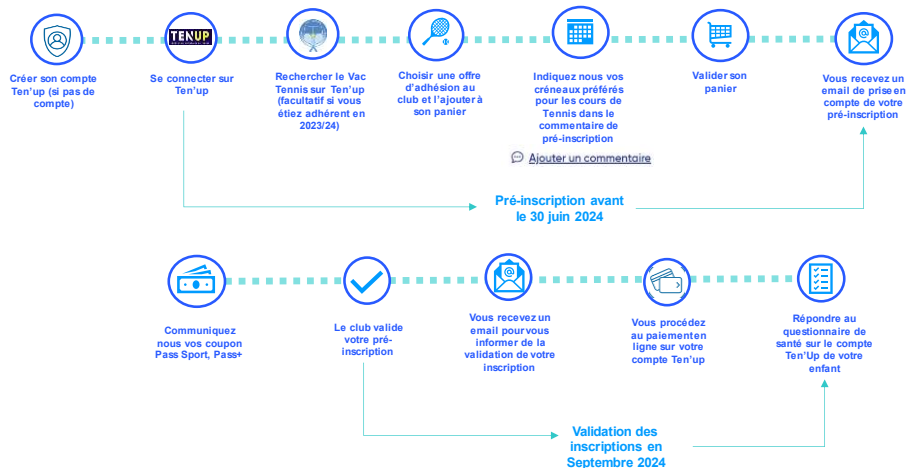 Créer son compte
Ten'up (si pas de
compte)
TENUP
Se connecter sur
Ten'up
Rechercher le Vac
Tennis sur Ten'up
(facultatif si vous
étiez adhérent en
2023/24)
Choisir une offre
d'adhésion au
club et l'ajouter à
son panier
Indiquez nous vos
créneaux préférés
pour les cours de
Tennis dans le
commentaire de
pré-inscription
Ajouter un commentaire
Valider son
panier
Vous recevez un
email de prise en
compte de votre
pré-inscription
Pré-inscription avant
le 30 juin 2024
Communiquez
nous vos coupon
Pass Sport, Pass+
Le club valide
votre pré-
inscription
Vous recevez un
email pour vous
informer de la
validation de votre
inscription
Vous procédez
au paiement en
ligne sur votre
compte Ten'up
Répondre au
questionnaire de
santé sur le compte
Ten'Up de votre
enfant
Validation des
inscriptions en
Septembre 2024